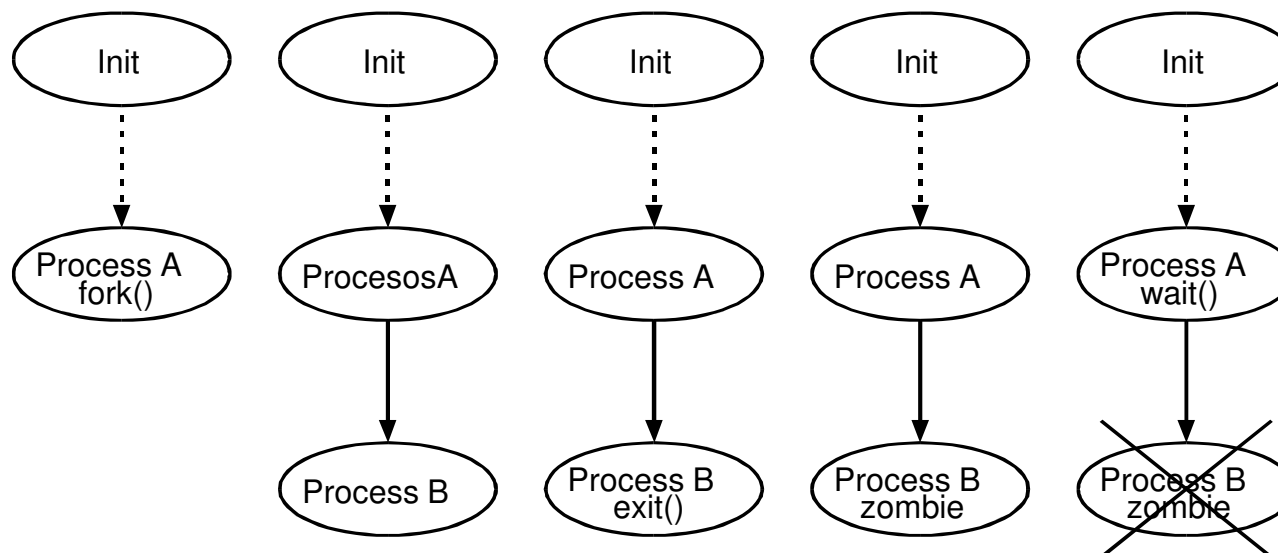 Init
Init
Init
Init
Init
Process A
fork()
ProcesosA
Process A
Process A
Process A
wait()
Process B
Process B
exit()
Process B
zombie
Process B
zombie